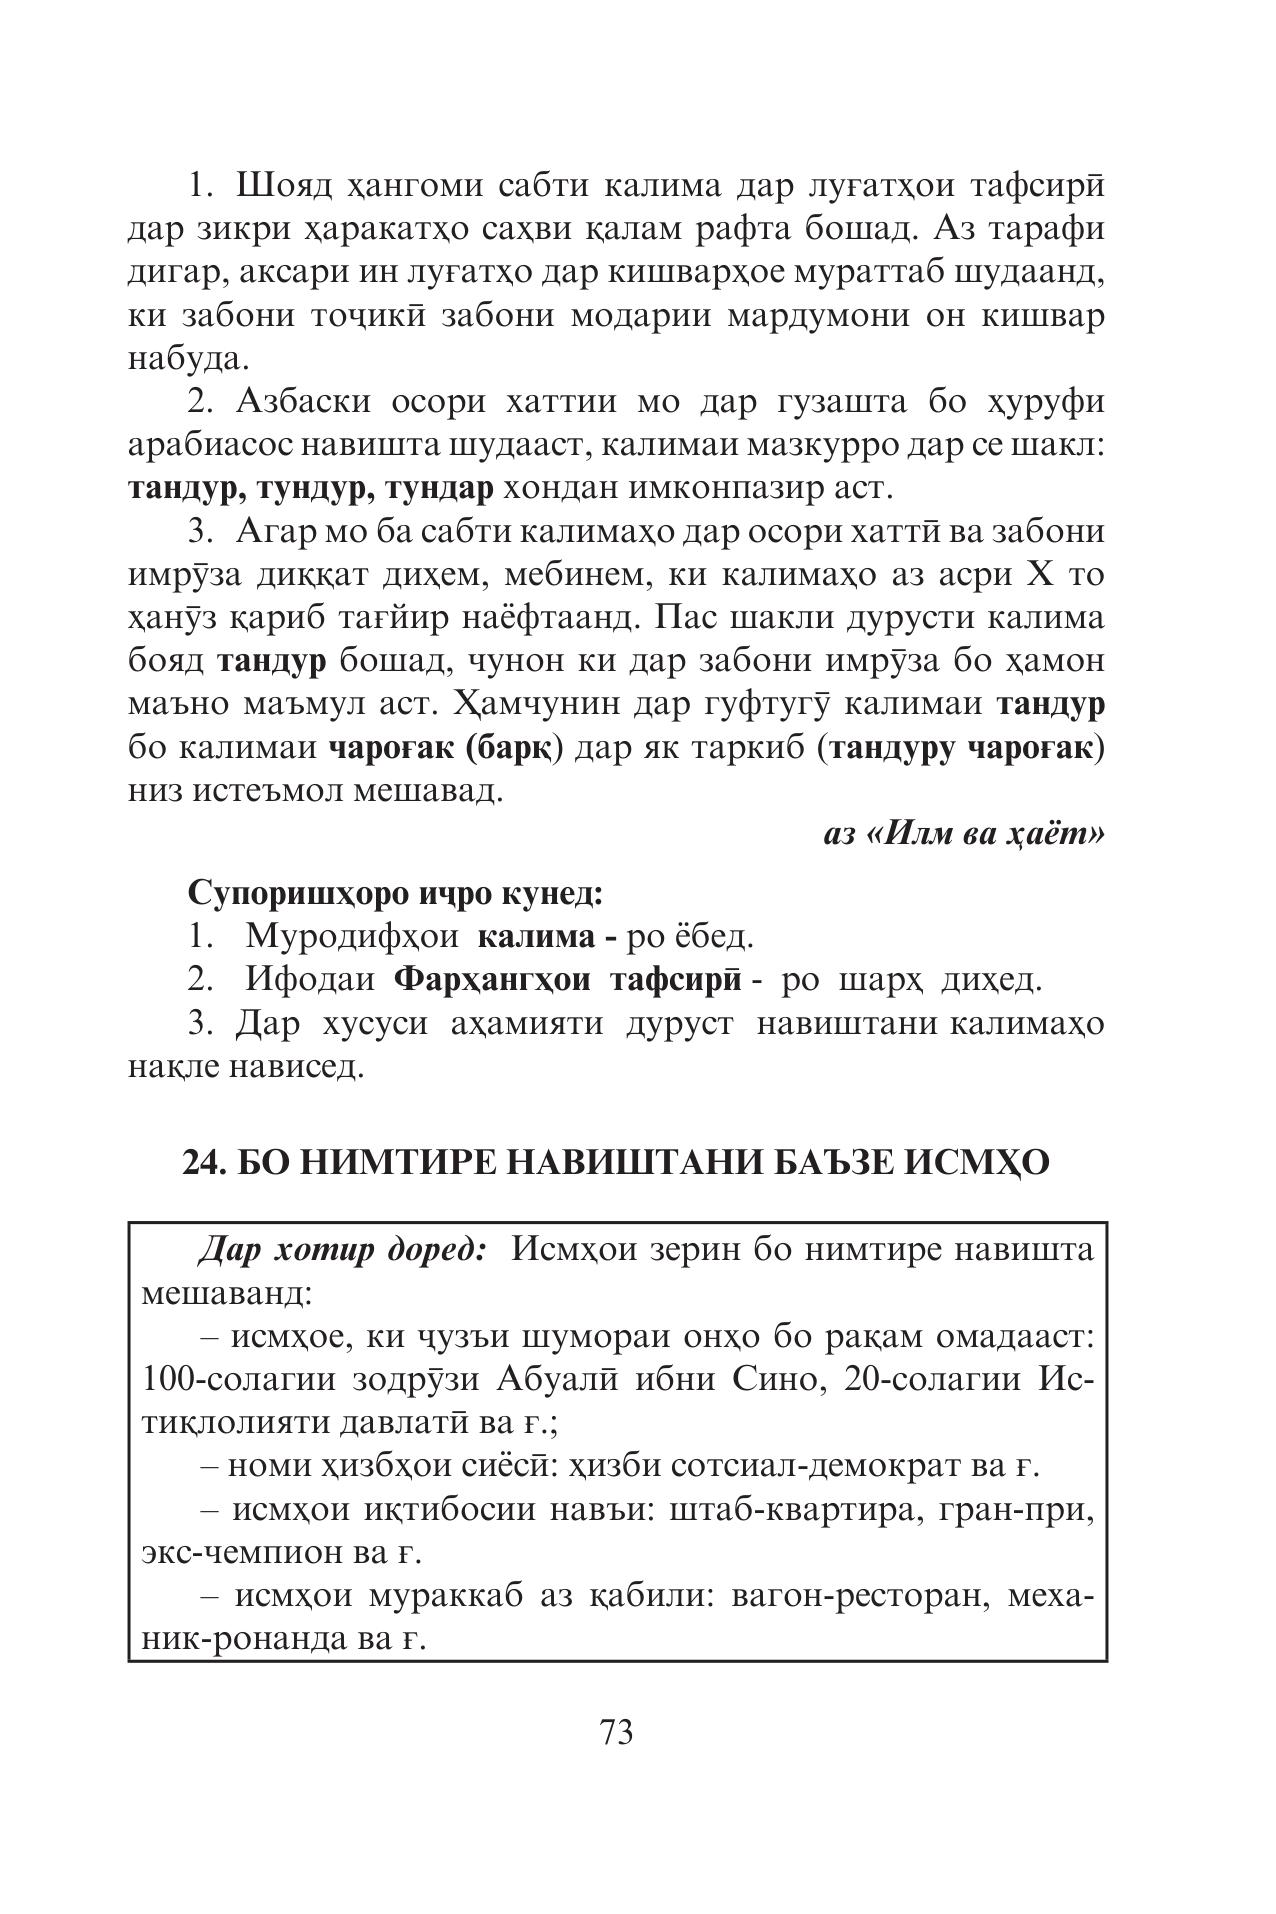 1. Шояд ҳангоми сабти калима дар луғатҳои тафсирӣ
дар зикри ҳаракатҳо саҳви қалам рафта бошад. Аз тарафи
дигар, аксари ин луғатҳо дар кишварҳое мураттаб шудаанд,
ки забони тоҷикӣ забони модарии мардумони он кишвар
набуда.
2. Азбаски осори хаттии мо дар гузашта бо ҳуруфи
арабиасос навишта шудааст, калимаи мазкурро дар се шакл:
тандур, тундур, тундар хондан имконпазир аст.
3. Агар мо ба сабти калимаҳо дар осори хаттӣ ва забони
имрӯза диққат диҳем, мебинем, ки калимаҳо аз асри X то
ҳанӯз қариб тағйир наёфтаанд. Пас шакли дурусти калима
бояд тандур бошад, чунон ки дар забони имрӯза бо ҳамон
маъно маъмул аст. Ҳамчунин дар гуфтугӯ калимаи тандур
бо калимаи чароғак (барқ) дар як таркиб (тандуру чароғак)
низ истеъмол мешавад.
аз «Илм ва ҳаёт»
Супоришҳоро иҷро кунед:
1. Муродифҳои калима - ро ёбед.
2. Ифодаи Фарҳангҳои тафсирӣ - ро шарҳ диҳед.
3. Дар хусуси аҳамияти дуруст навиштани калимаҳо
нақле нависед.
24. БО НИМТИРЕ НАВИШТАНИ БАЪЗЕ ИСМҲО
Дар хотир доред: Исмҳои зерин бо нимтире навишта
мешаванд:
– исмҳое, ки ҷузъи шумораи онҳо бо рақам омадааст:
100-солагии зодрӯзи Абуалӣ ибни Сино, 20-солагии Ис-
тиқлолияти давлатӣ ва ғ.;
– номи ҳизбҳои сиёсӣ: ҳизби сотсиал-демократ ва ғ.
– исмҳои иқтибосии навъи: штаб-квартира, гран-при,
экс-чемпион ва ғ.
– исмҳои мураккаб аз қабили: вагон-ресторан, меха-
ник-ронанда ва ғ.
73